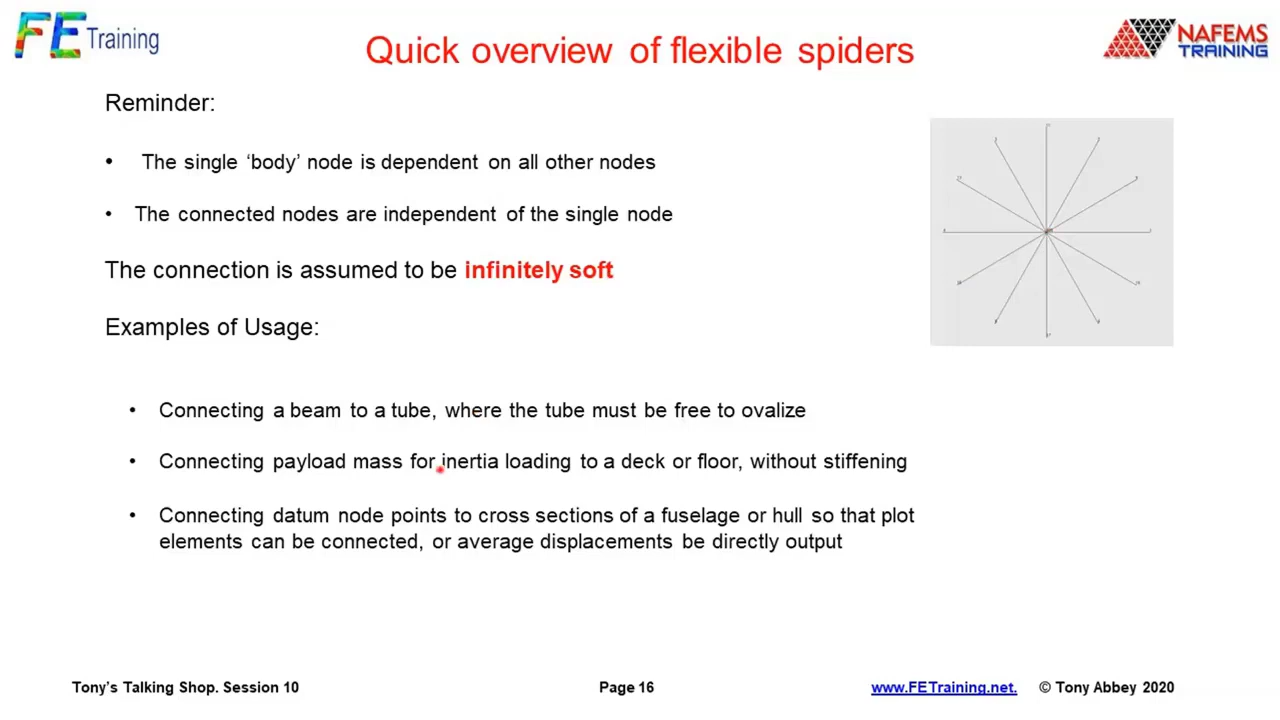 FE Training
Quick overview of flexible spiders
NAFEMS
TRAINING
Reminder:
• The single ‘body’ node is dependent on all other nodes
• The connected nodes are independent of the single node
The connection is assumed to be infinitely soft
Examples of Usage:
• Connecting a beam to a tube, where the tube must be free to ovalize
• Connecting payload mass for inertia loading to a deck or floor, without stiffening
• Connecting datum node points to cross sections of a fuselage or hull so that plot
elements can be connected, or average displacements be directly output
Tony’s Talking Shop. Session 10
Page 16
www.FETraining.net. © Tony Abbey 2020